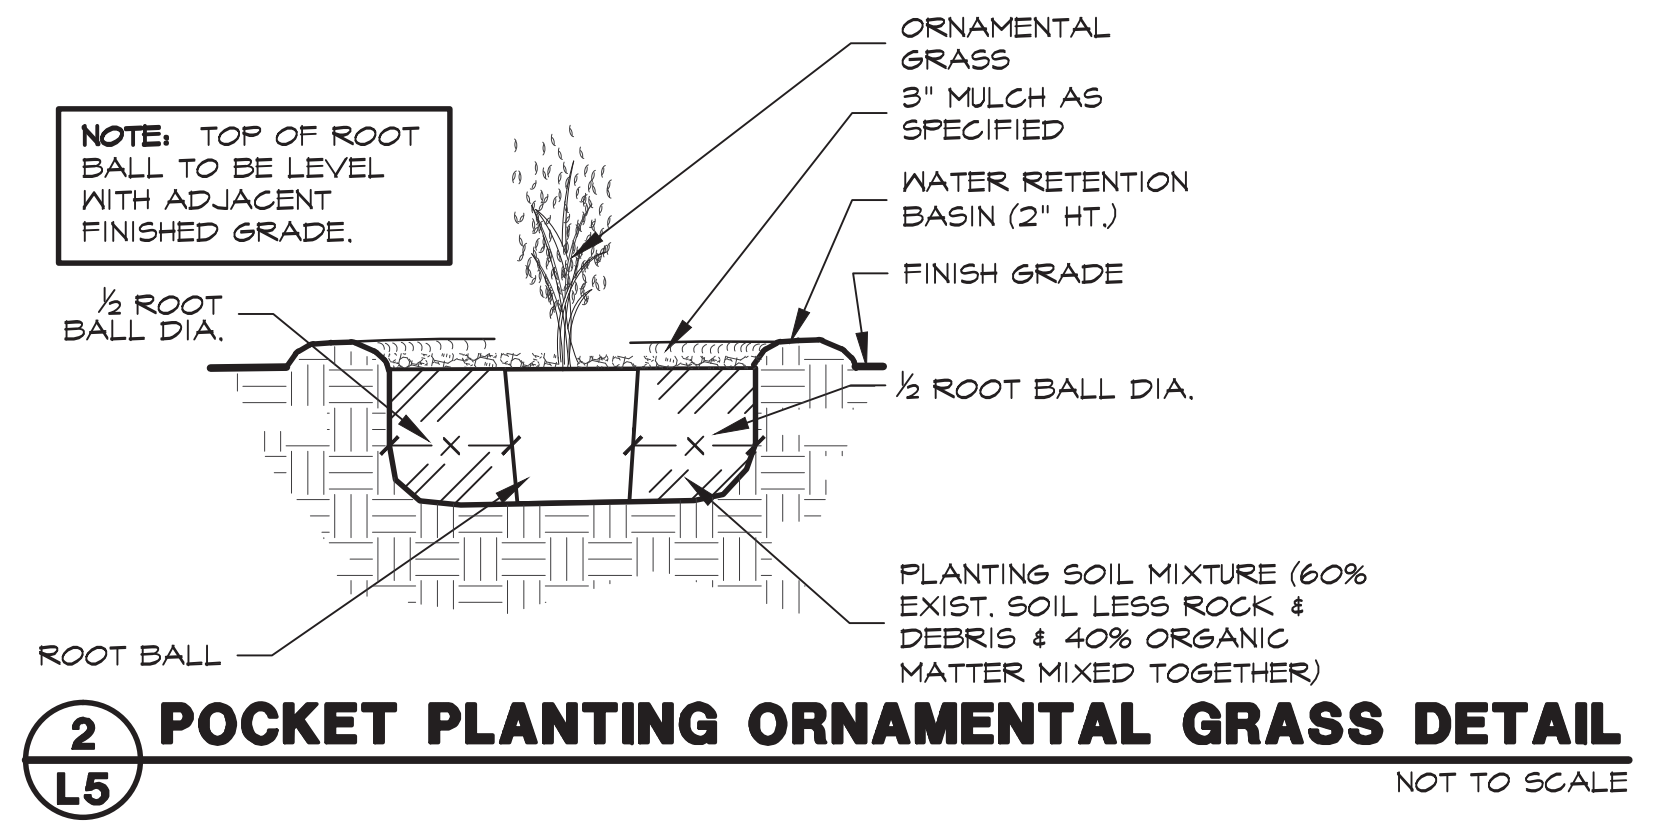 ORNAMENTAL
GRASS
3" MULCH AS
SPECIFIED
NOTE: TOP OF ROOT
BALL TO BE LEVEL
WITH ADJACENT
FINISHED GRADE.
WATER RETENTION
BASIN (2" HT.)
FINISH GRADE
½ ROOT
BALL DIA.
½ ROOT BALL DIA.
X
X
PLANTING SOIL MIXTURE (60%
EXIST. SOIL LESS ROCK &
DEBRIS & 40% ORGANIC
MATTER MIXED TOGETHER)
ROOT BALL
2
L5
POCKET PLANTING ORNAMENTAL GRASS DETAIL
NOT TO SCALE